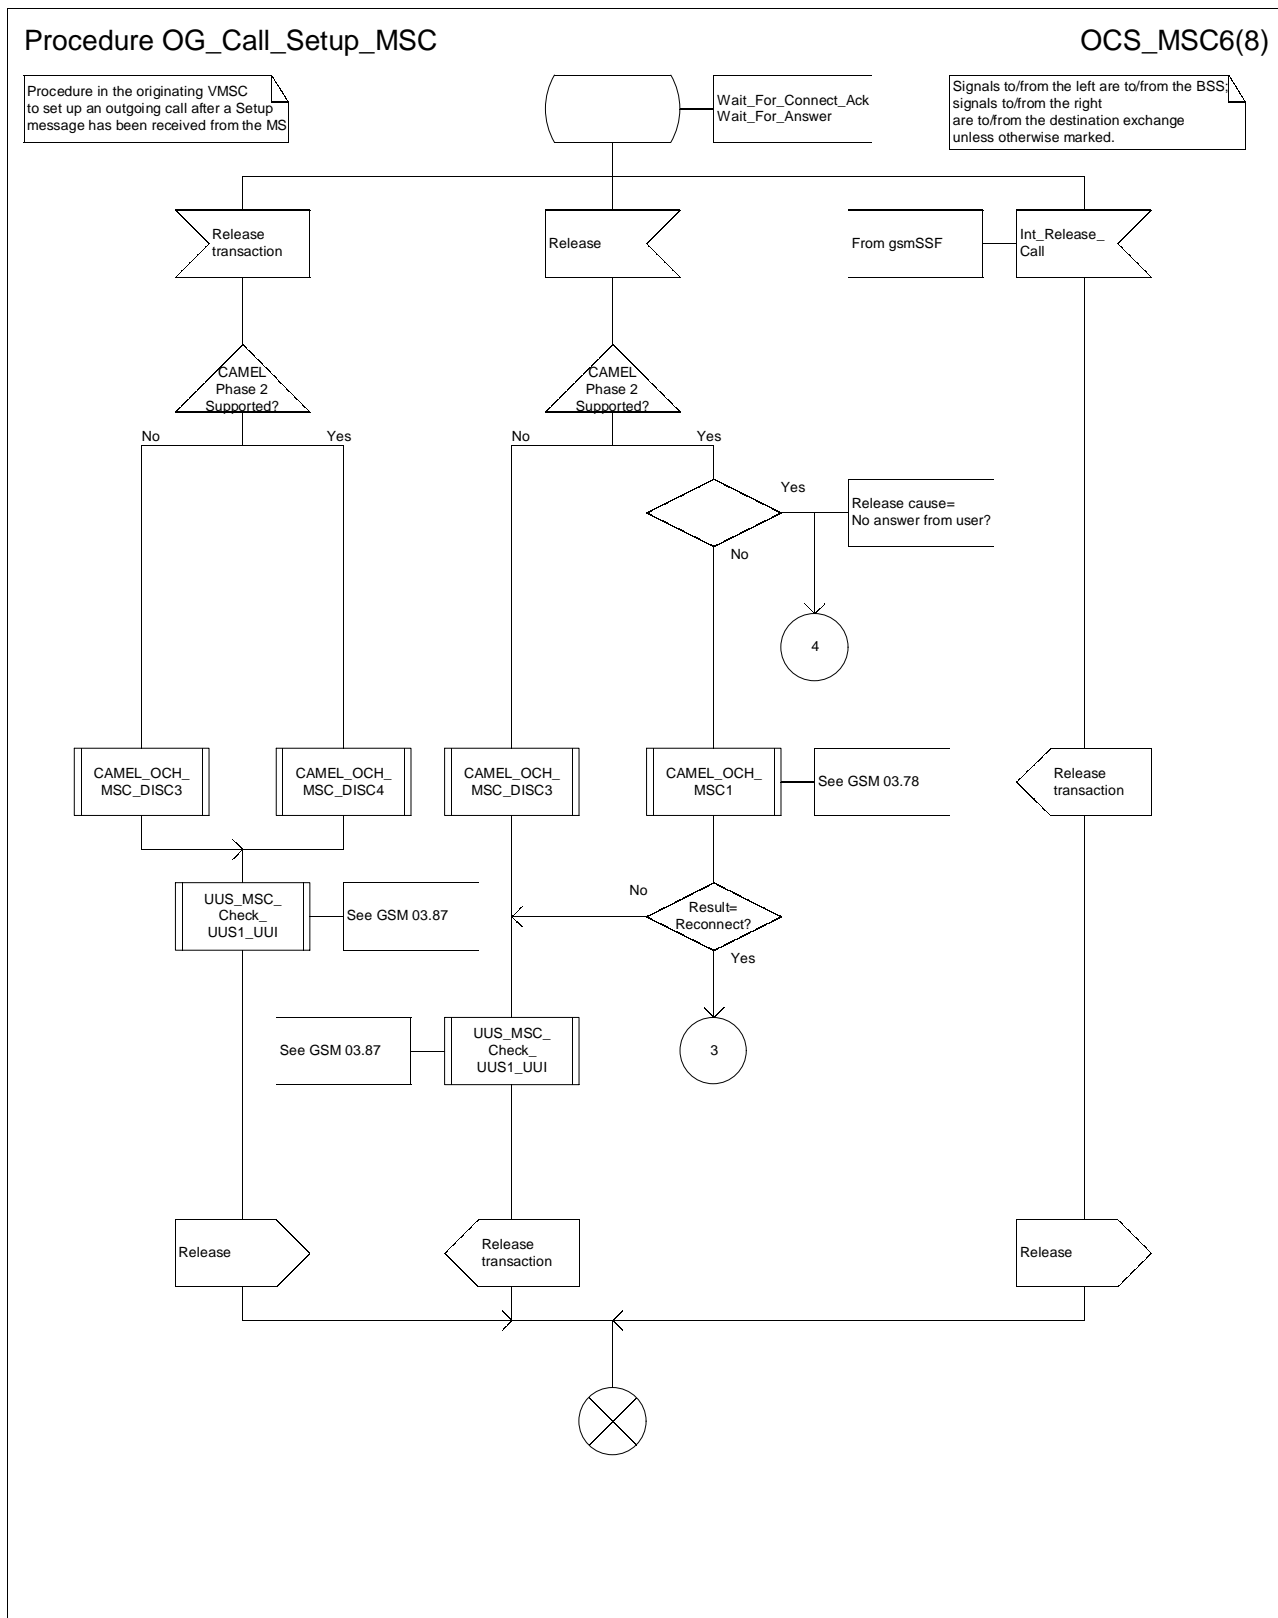 Procedure OG_Call_Setup_MSC
OCS_MSC6(8)
Procedure in the originating VMSC
to set up an outgoing call after a Setup
message has been received from the MS
Wait_For_Connect_Ack
Wait_For_Answer
Signals to/from the left are to/from the BSS;
signals to/from the right
are to/from the destination exchange
unless otherwise marked.
Release
transaction
Release
From gsmSSF
Int_Release_
Call
CAMEL
Phase 2
Supported?
CAMEL
Phase 2
Supported?
No
Yes
No
Yes
Yes
Release cause=
No answer from user?
No
4
CAMEL_OCH_
MSC_DISC3
CAMEL_OCH_
MSC_DISC4
CAMEL_OCH_
MSC_DISC3
CAMEL_OCH_
MSC1
See GSM 03.78
Release
transaction
UUS_MSC_
Check_
UUS1_UUI
See GSM 03.87
No
Result=
Reconnect?
Yes
See GSM 03.87
UUS_MSC_
Check_
UUS1_UUI
3
Release
Release
transaction
Release